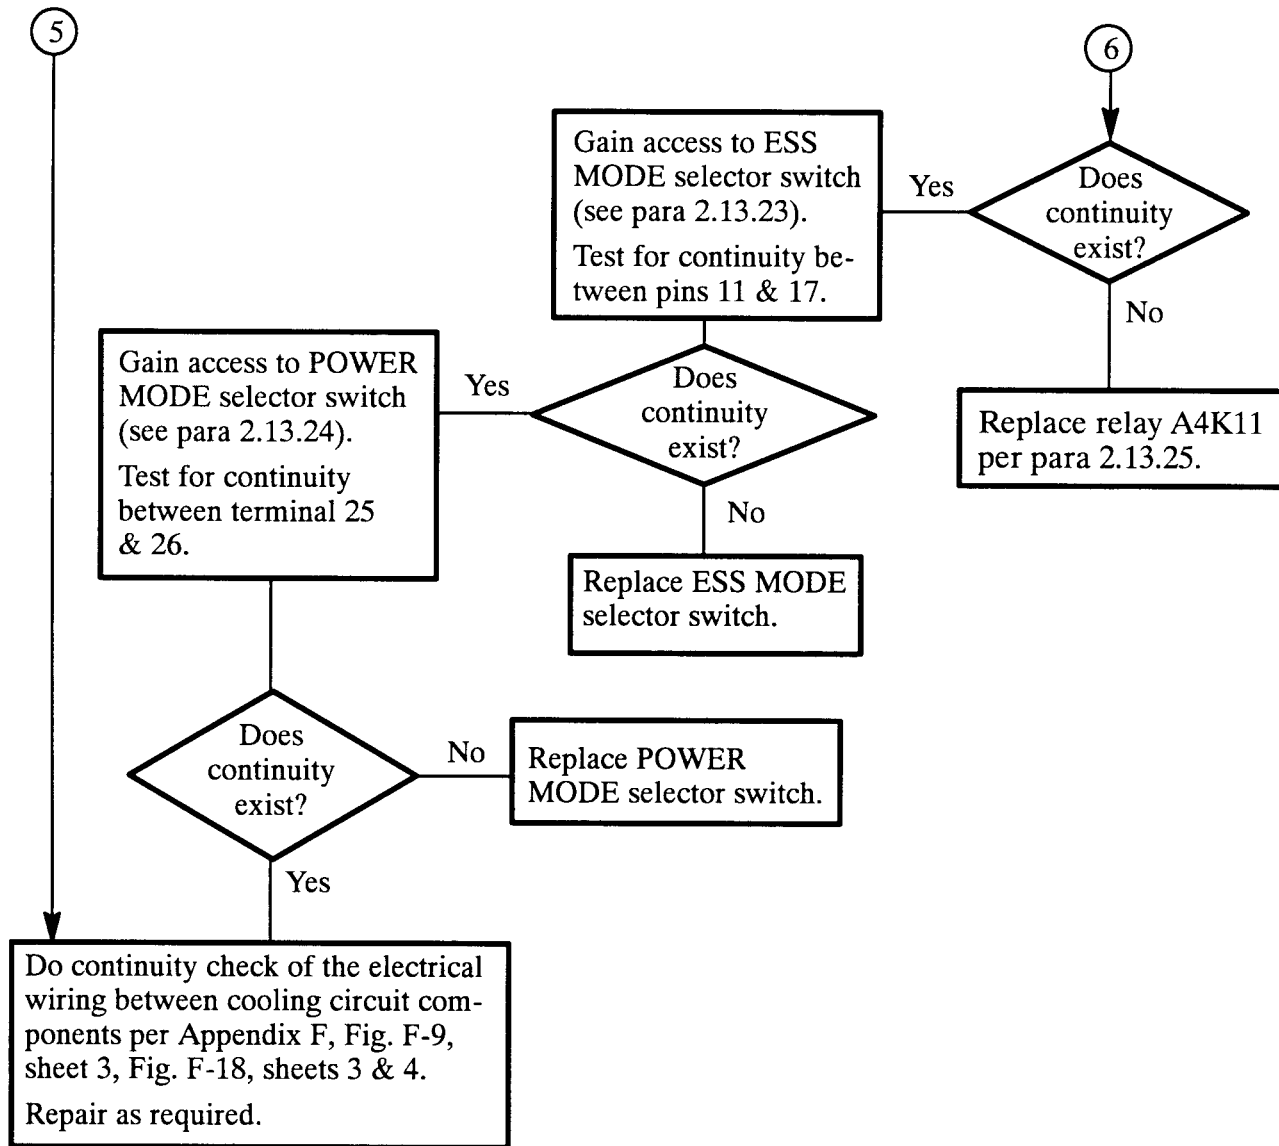 5
6
Does
continuity
exist?
Yes
No
Replace relay A4K11
per para 2.13.25.
Gain access to ESS
MODE selector switch
(see para 2.13.23).
Test for continuity be-
tween pins 11 & 17.
Does
continuity
exist?
Yes
No
Replace ESS MODE
selector switch.
Gain access to POWER
MODE selector switch
(see para 2.13.24).
Test for continuity
between terminal 25
& 26.
Does
continuity
exist?
No
Replace POWER
MODE selector switch.
Yes
Do continuity check of the electrical
wiring between cooling circuit com-
ponents per Appendix F, Fig. F-9,
sheet 3, Fig. F-18, sheets 3 & 4.
Repair as required.